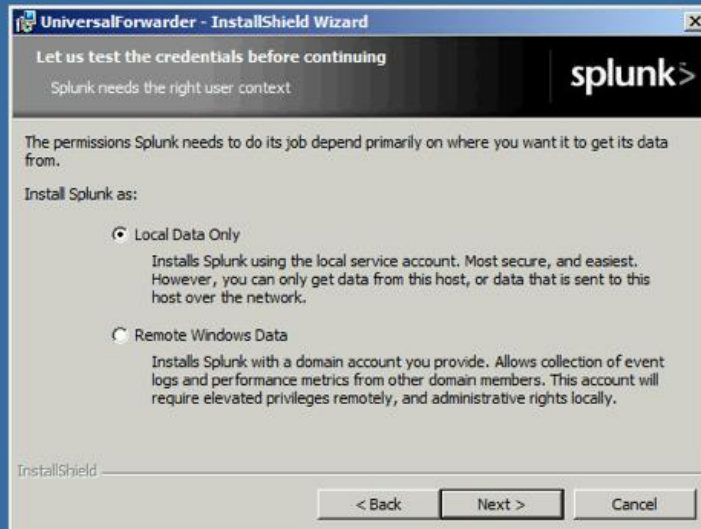 UniversalForwarder - InstallShield Wizard
Let us test the credentials before continuing
Splunk needs the right user context
splunk>
The permissions Splunk needs to do its job depend primarily on where you want it to get its data
from.
Install Splunk as:
Local Data Only
Installs Splunk using the local service account. Most secure, and easiest.
However, you can only get data from this host, or data that is sent to this
host over the network.
Remote Windows Data
Installs Splunk with a domain account you provide. Allows collection of event
logs and performance metrics from other domain members. This account will
require elevated privileges remotely, and administrative rights locally.
InstallShield
< Back
Next >
Cancel